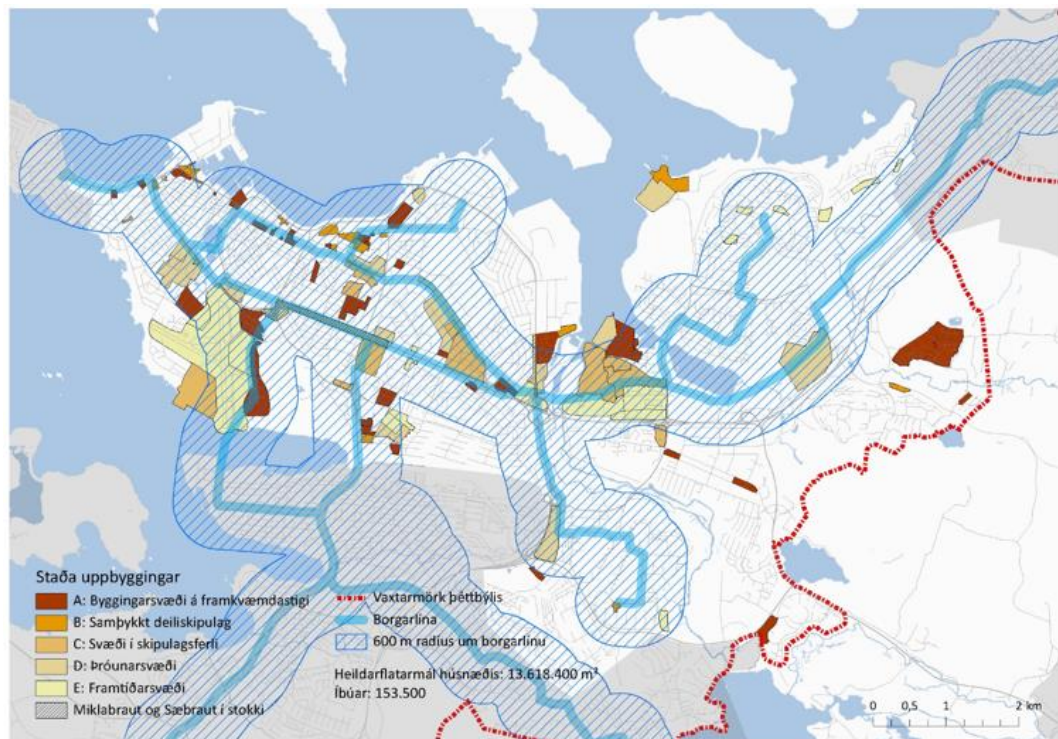 Staða uppbyggingar
A: Byggingarsvæði á framkvæmdastigi
B: Samþykkt deiliskipulag
C: Svæði í skipulagsferli
D: Þróunarsvæði
E: Framtíðarsvæði
Miklabraut og Sæbraut í stokki
Vaxtarmörk þéttbýlis
Borgarlína
600 m radíus um borgarlínu
Heildarflatarmál húsnæðis: 13.618.400 m²
Íbúar: 153.500
0 0,5 1 2 km